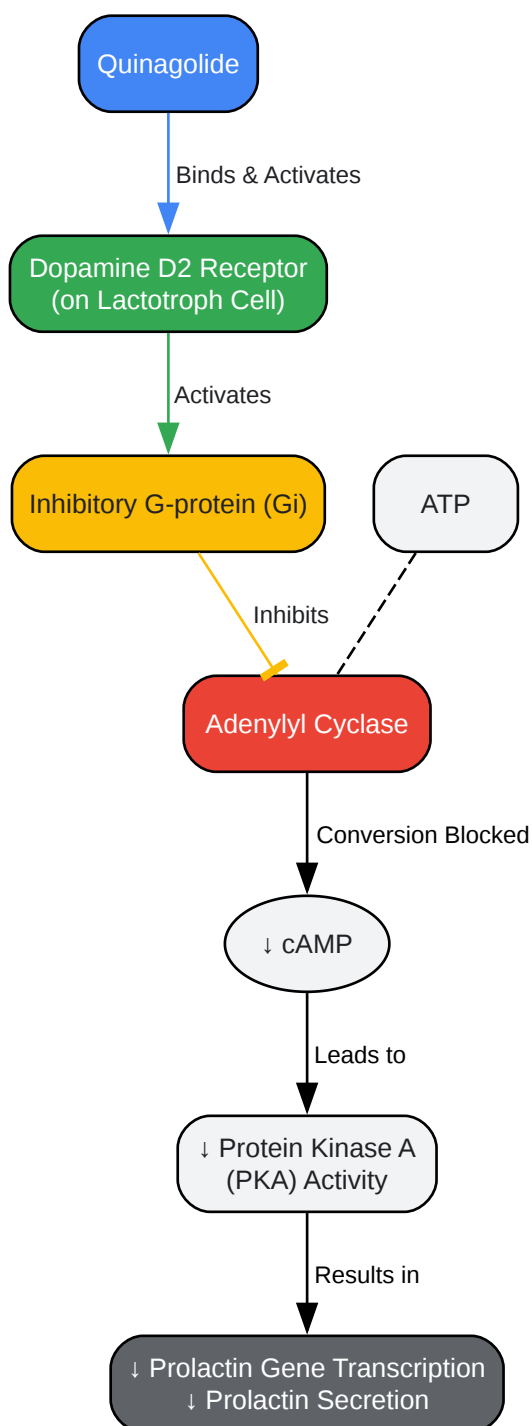 Quinagolide
Binds & Activates
Dopamine D2 Receptor
(on Lactotroph Cell)
Activates
Inhibitory G-protein (Gi)
ATP
Inhibits
Adenylyl Cyclase
Conversion Blocked
↓ cAMP
Leads to
↓ Protein Kinase A
(PKA) Activity
Results in
↓ Prolactin Gene Transcription
↓ Prolactin Secretion